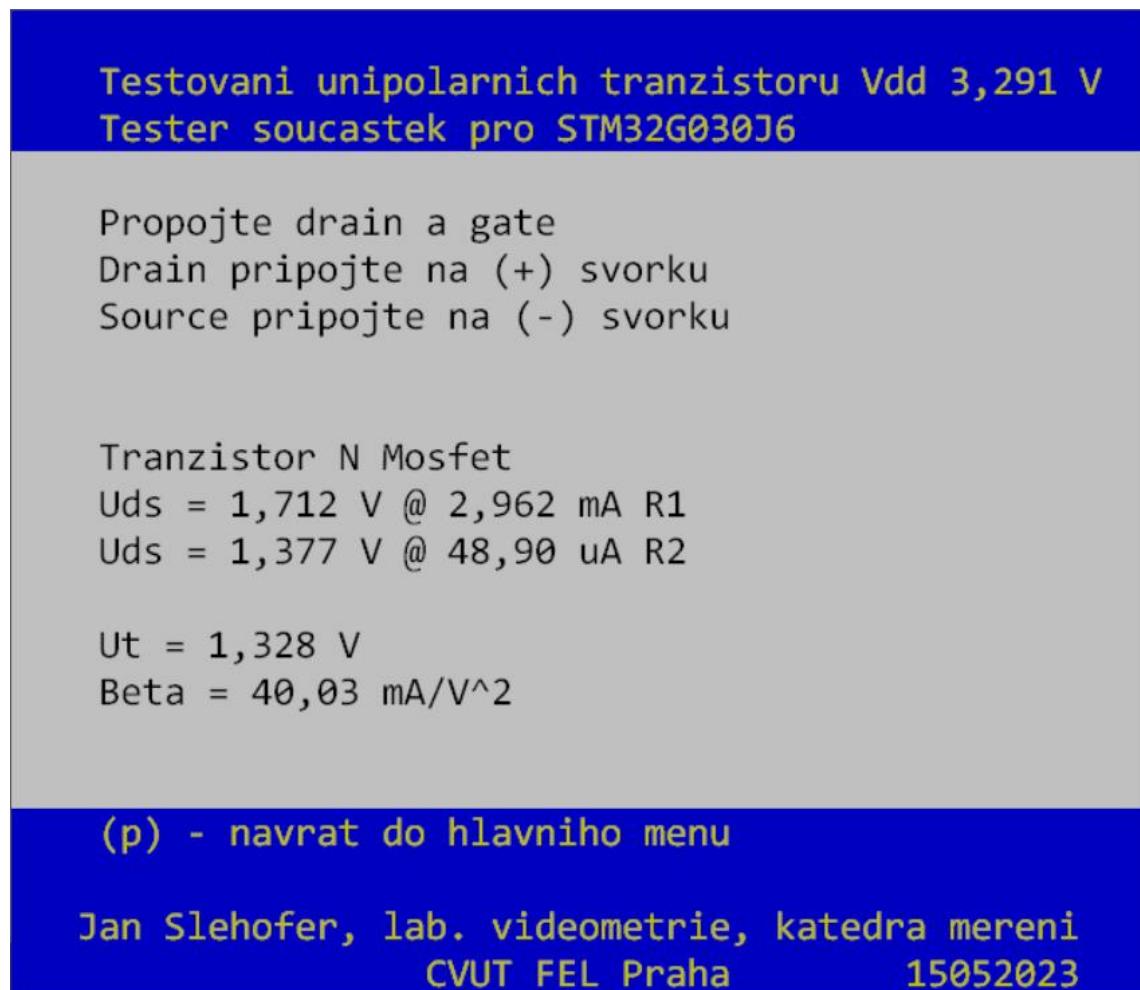 Testovani unipolarnich tranzistoru Vdd 3,291 V
Tester soucastek pro STM32G030J6
Propojte drain a gate
Drain pripojte na (+) svorku
Source pripojte na (-) svorku
Tranzistor N Mosfet
Uds = 1,712 V @ 2,962 mA R1
Uds = 1,377 V @ 48,90 uA R2
Ut = 1,328 V
Beta = 40,03 mA/V^2
(p) - navrat do hlavniho menu
Jan Slehofer, lab. videometrie, katedra mereni
CVUT FEL Praha 15052023